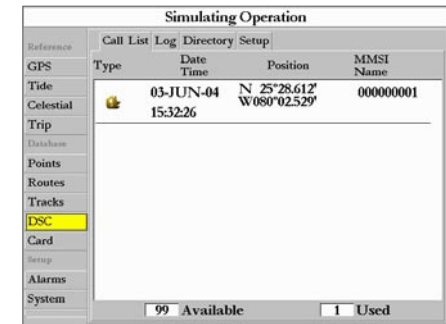 Simulating Operation
Reference
GPS
Tide
Celestial
Trip
Database
Points
Routes
Tracks
DSC
Card
Setup
Alarms
System
Call List Log Directory Setup
Type Date Time Position MMSI Name
03-JUN-04 N 25°28.612' 000000001
15:32:26 W080°02.529'
99 Available 1 Used